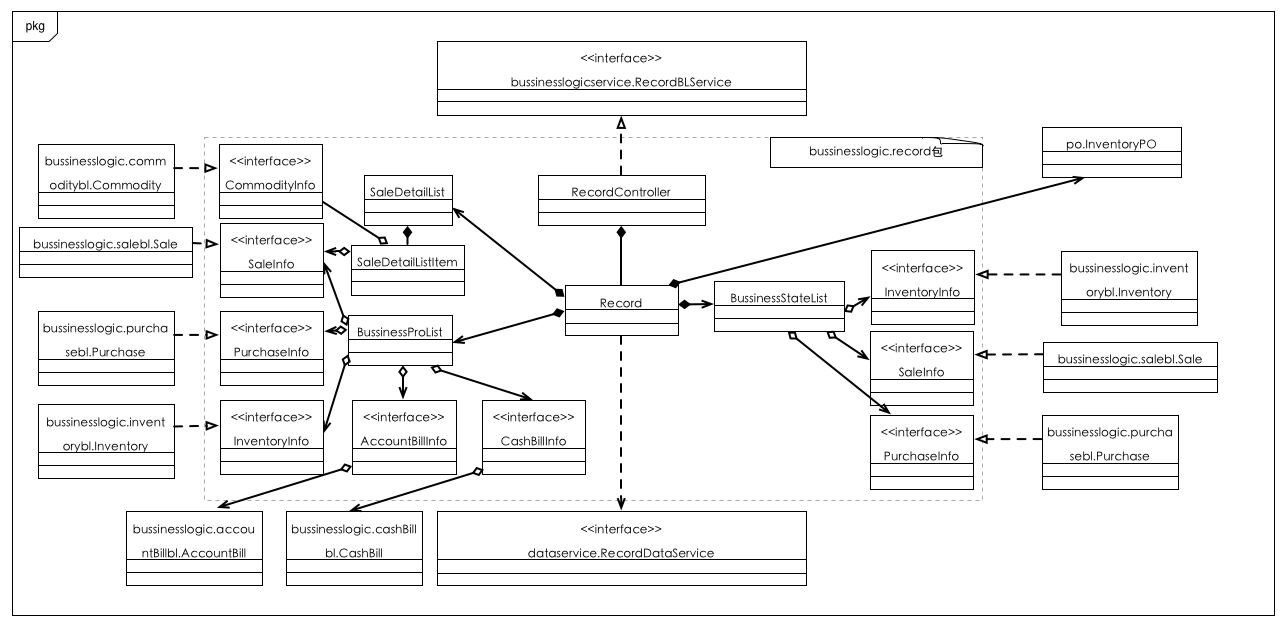 pkg
<<interface>>
bussinesslogicservice.RecordBLService
bussinesslogic.record包
po.InventoryPO
bussinesslogic.comm
oditybl.Commodity
<<interface>>
CommodityInfo
SaleDetailList
RecordController
bussinesslogic.salebl.Sale
<<interface>>
SaleInfo
SaleDetailListItem
Record
BussinessStateList
<<interface>>
InventoryInfo
bussinesslogic.invent
orybl.Inventory
bussinesslogic.purcha
sebl.Purchase
<<interface>>
PurchaseInfo
BussinessProList
<<interface>>
SaleInfo
bussinesslogic.salebl.Sale
bussinesslogic.invent
orybl.Inventory
<<interface>>
InventoryInfo
<<interface>>
AccountBillInfo
<<interface>>
CashBillInfo
<<interface>>
PurchaseInfo
bussinesslogic.purcha
sebl.Purchase
bussinesslogic.accou
ntBillbl.AccountBill
bussinesslogic.cashBill
bl.CashBill
<<interface>>
dataservice.RecordDataService